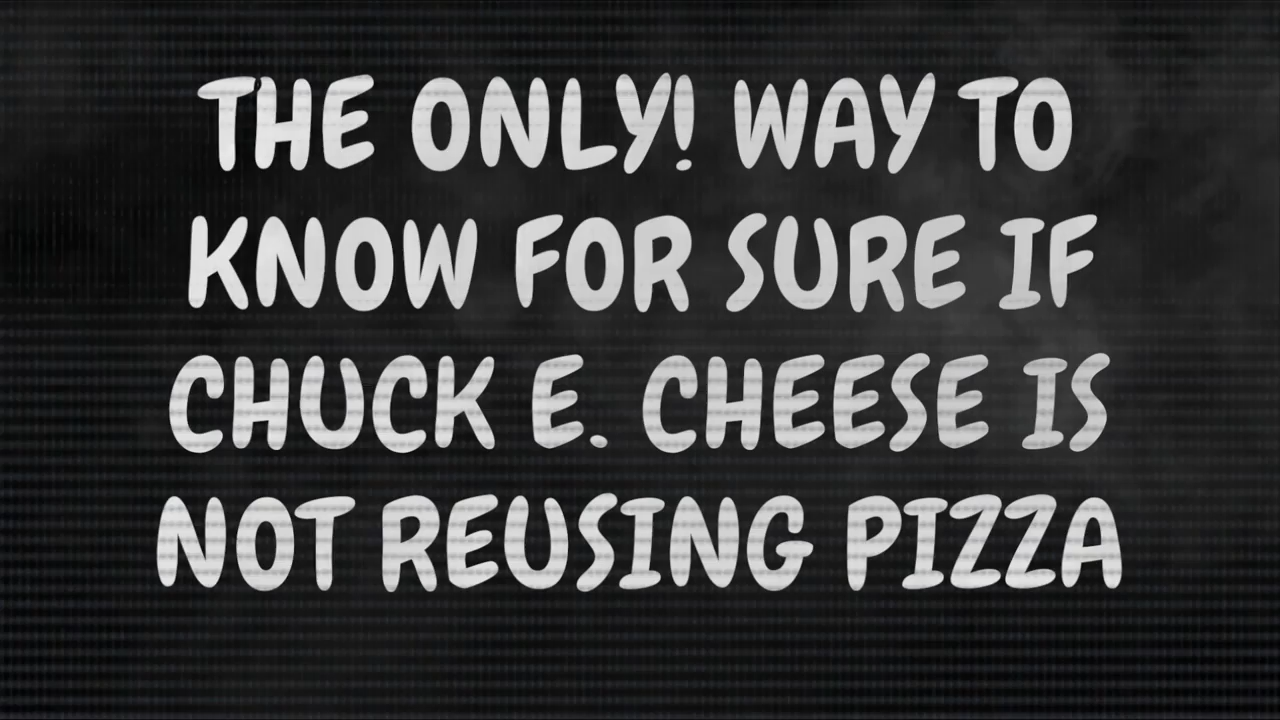 THE ONLY! WAY TO
KNOW FOR SURE IF
CHUCK E. CHEESE IS
NOT REUSING PIZZA